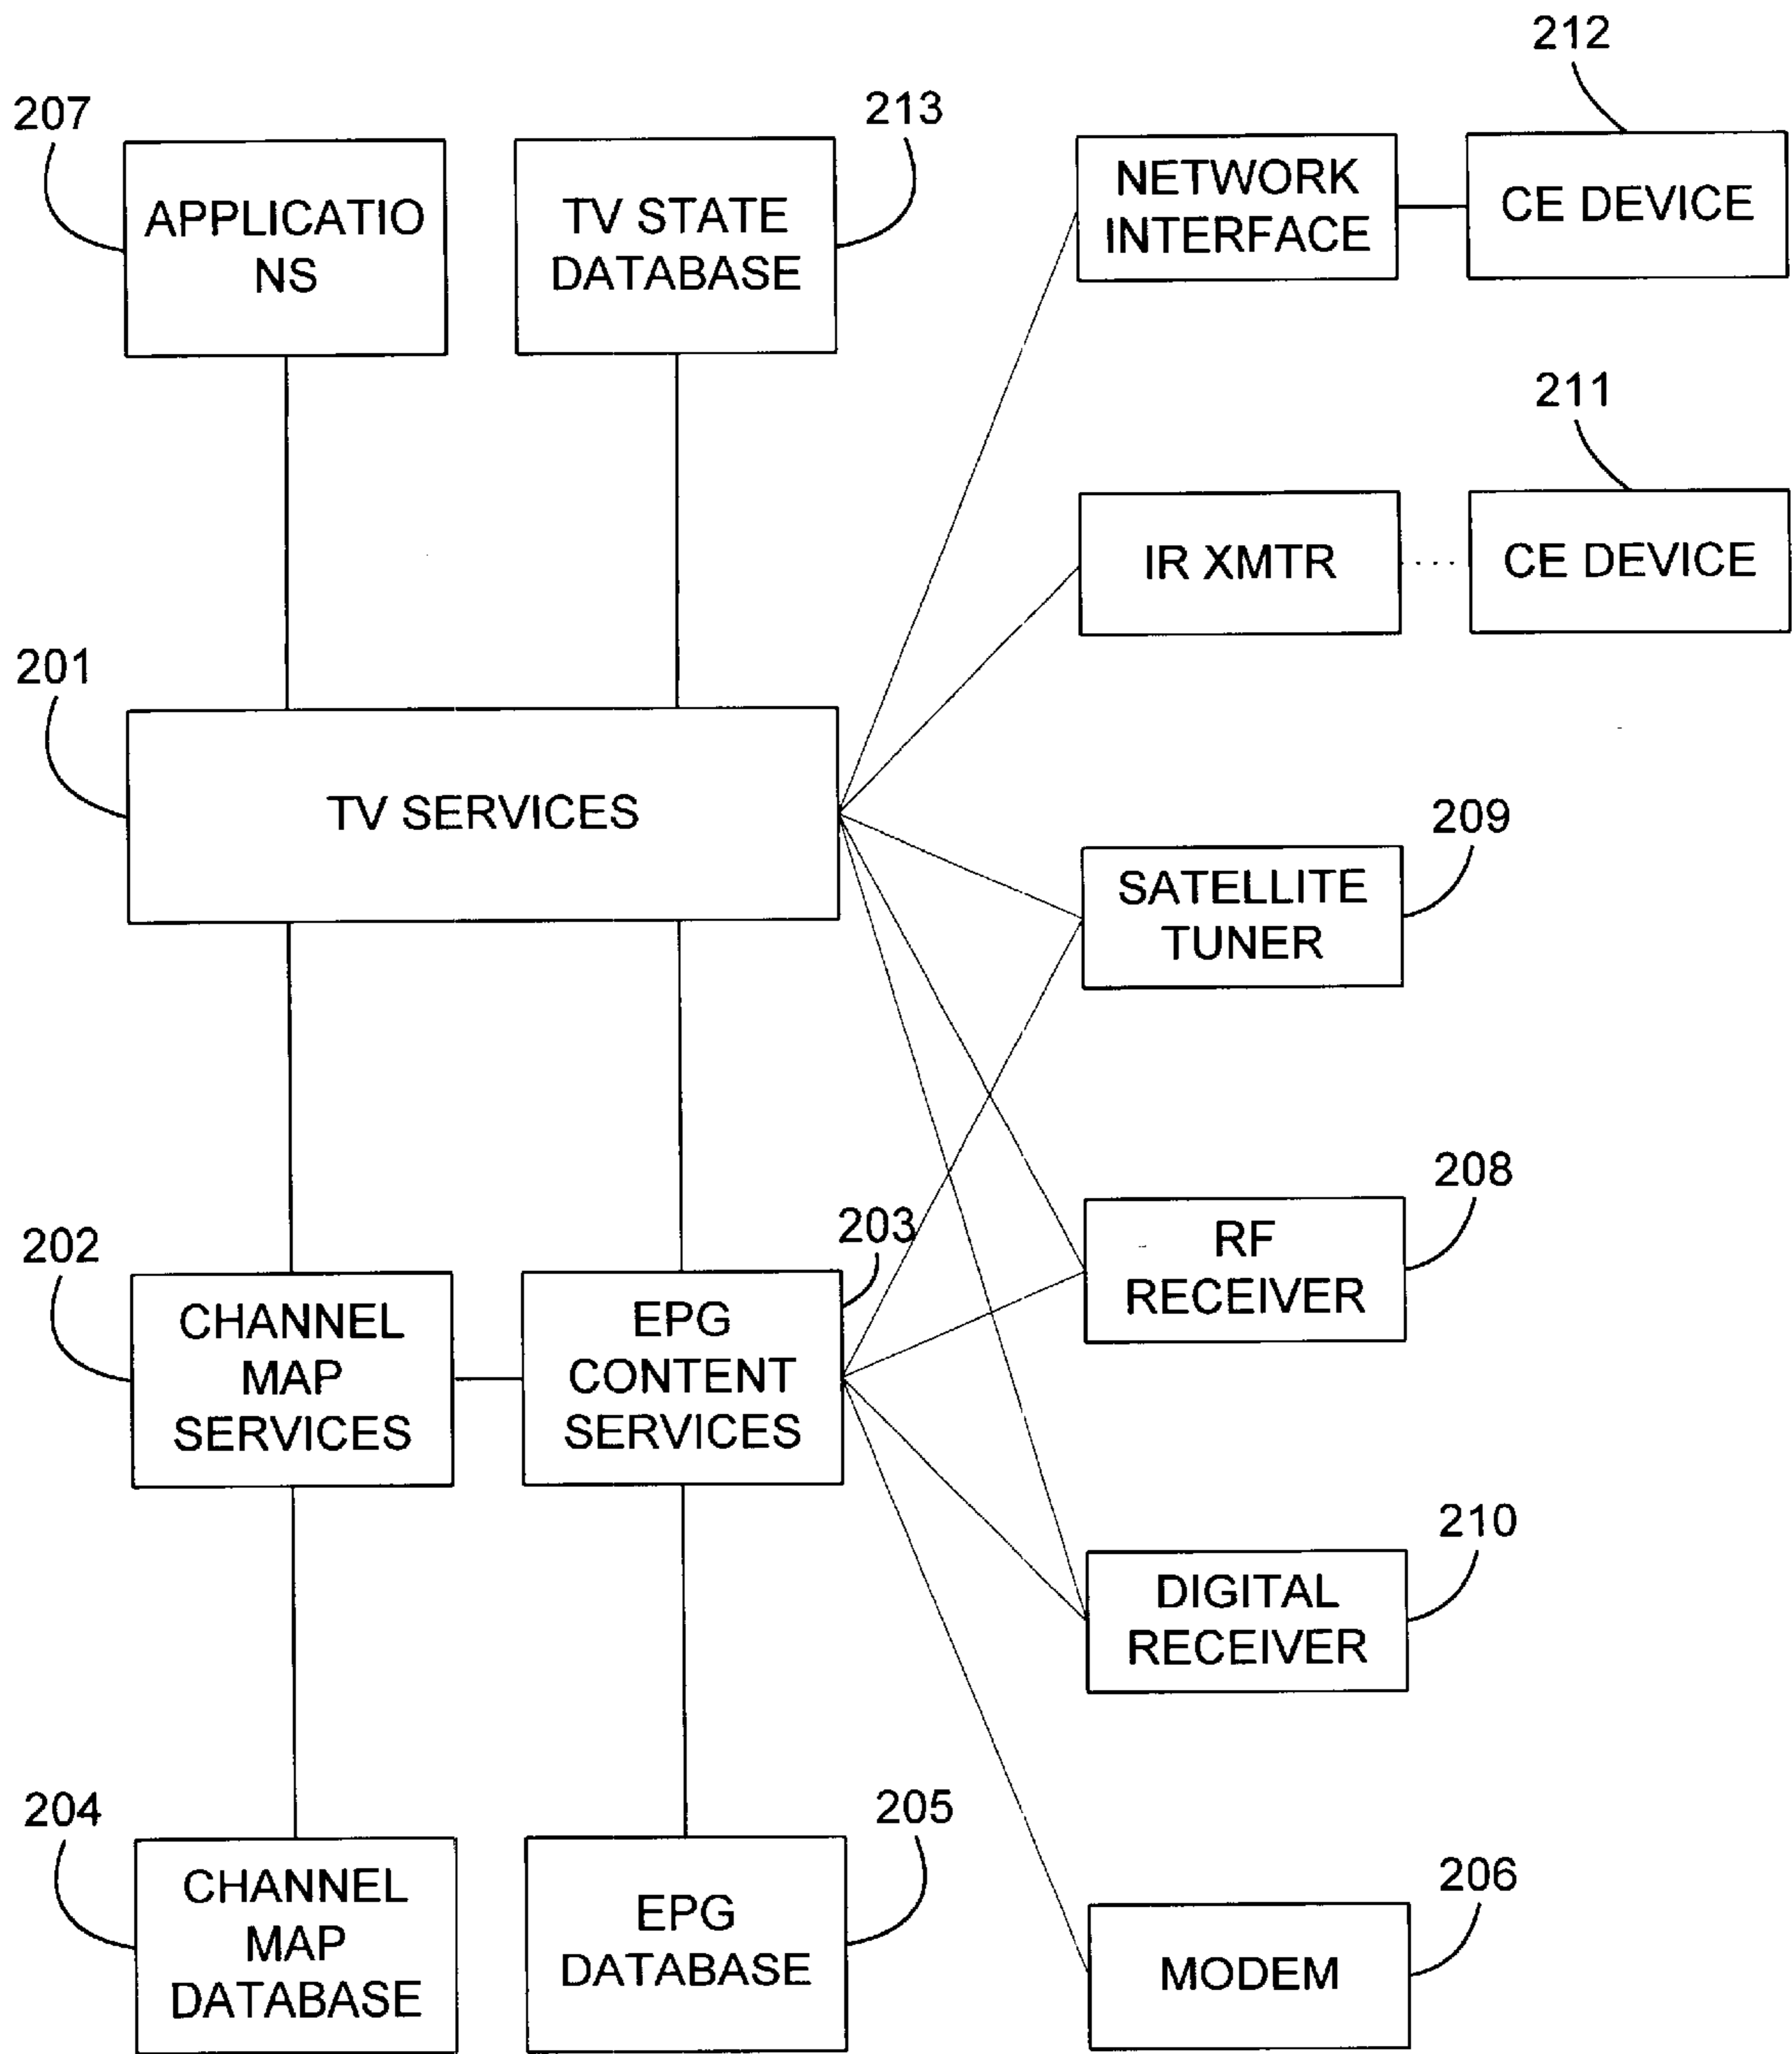 212
207
213
APPLICATIO
NS
TV STATE
DATABASE
NETWORK
INTERFACE
CE DEVICE
211
IR XMTR
CE DEVICE
201
TV SERVICES
209
SATELLITE
TUNER
208
RF
RECEIVER
202
203
CHANNEL
MAP
SERVICES
EPG
CONTENT
SERVICES
210
DIGITAL
RECEIVER
204
205
CHANNEL
MAP
DATABASE
EPG
DATABASE
206
MODEM